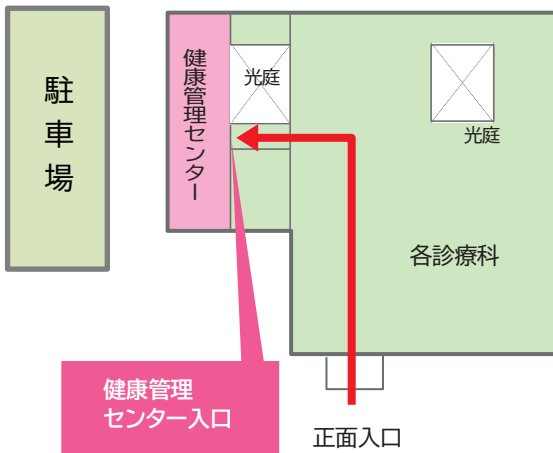 駐車場
健康管理センター
光庭
光庭
各診療科
健康管理
センター入口
正面入口